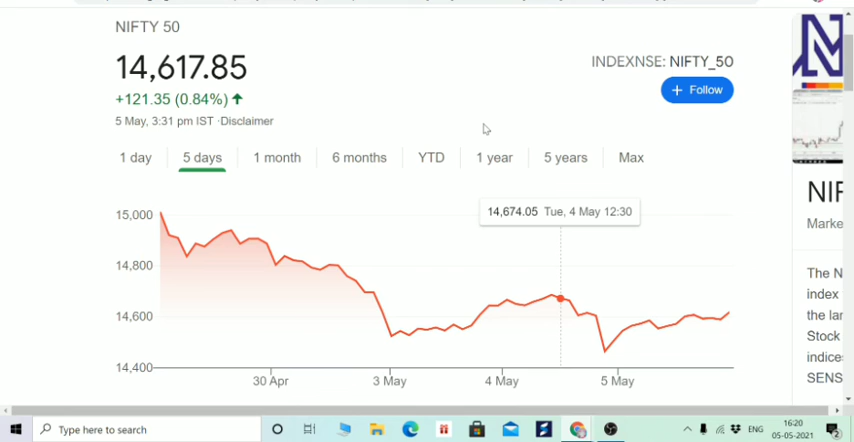 NIFTY 50
14,617.85
+121.35 (0.84%)
5 May, 3:31 pm IST ·Disclaimer
INDEXNSE: NIFTY_50
+ Follow
1 day 5 days 1 month 6 months YTD 1 year 5 years Max
14,674.05 Tue, 4 May 12:30
15,000
14,800
14,600
14,400
30 Apr 3 May 4 May 5 May
NIF
Marke
The N
index
the lar
Stock
indice
SENS
Type here to search
ENG
16:20
05-05-2021
2